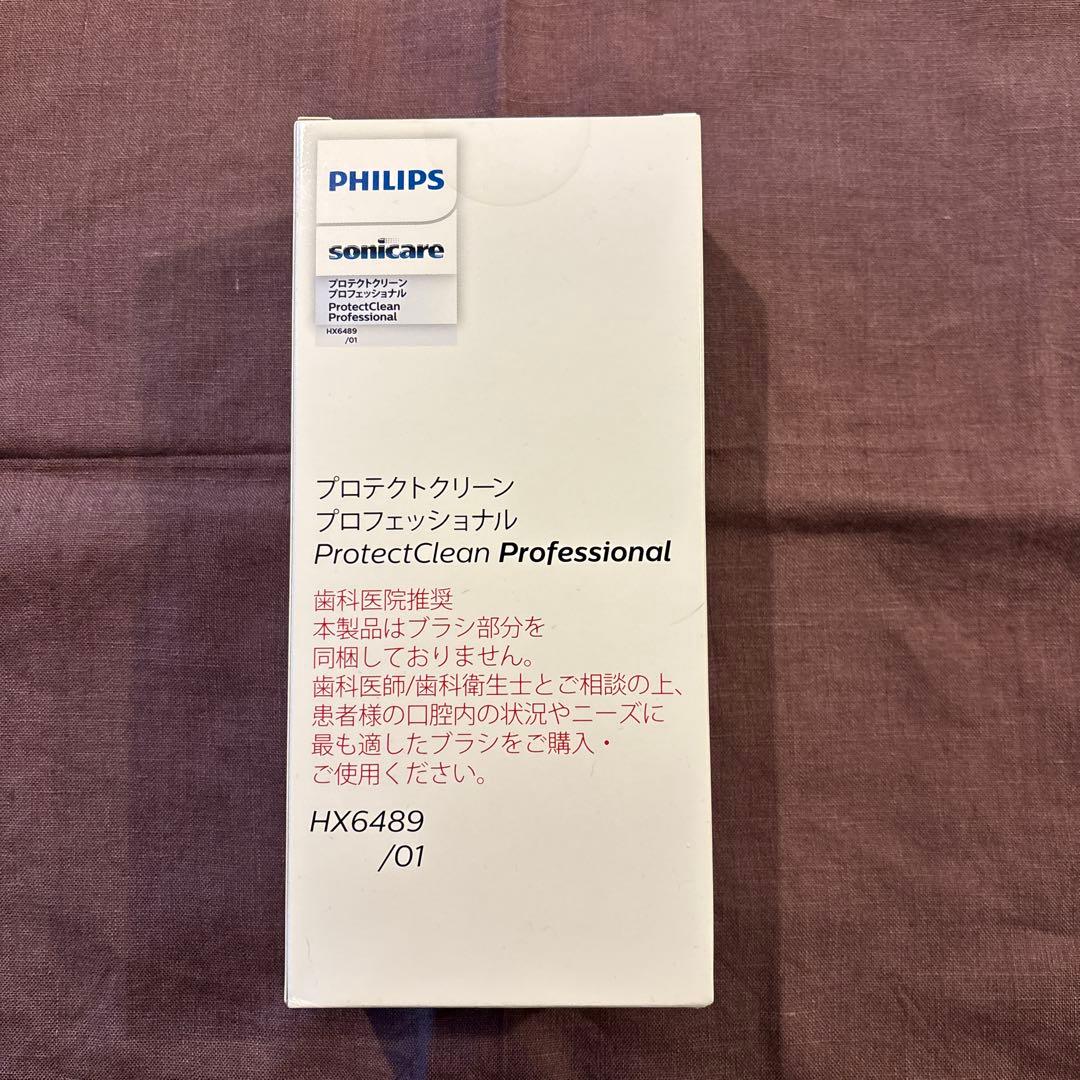 PHILIPS
sonicare
プロテクトクリーン
プロフェッショナル
ProtectClean
Professional
HX6489
/01
プロテクトクリーン
プロフェッショナル
ProtectClean Professional
歯科医院推奨
本製品はブラシ部分を
同梱しておりません。
歯科医師/歯科衛生士とご相談の上、
患者様の口腔内の状況やニーズに
最も適したブラシをご購入・
ご使用ください。
HX6489
/01